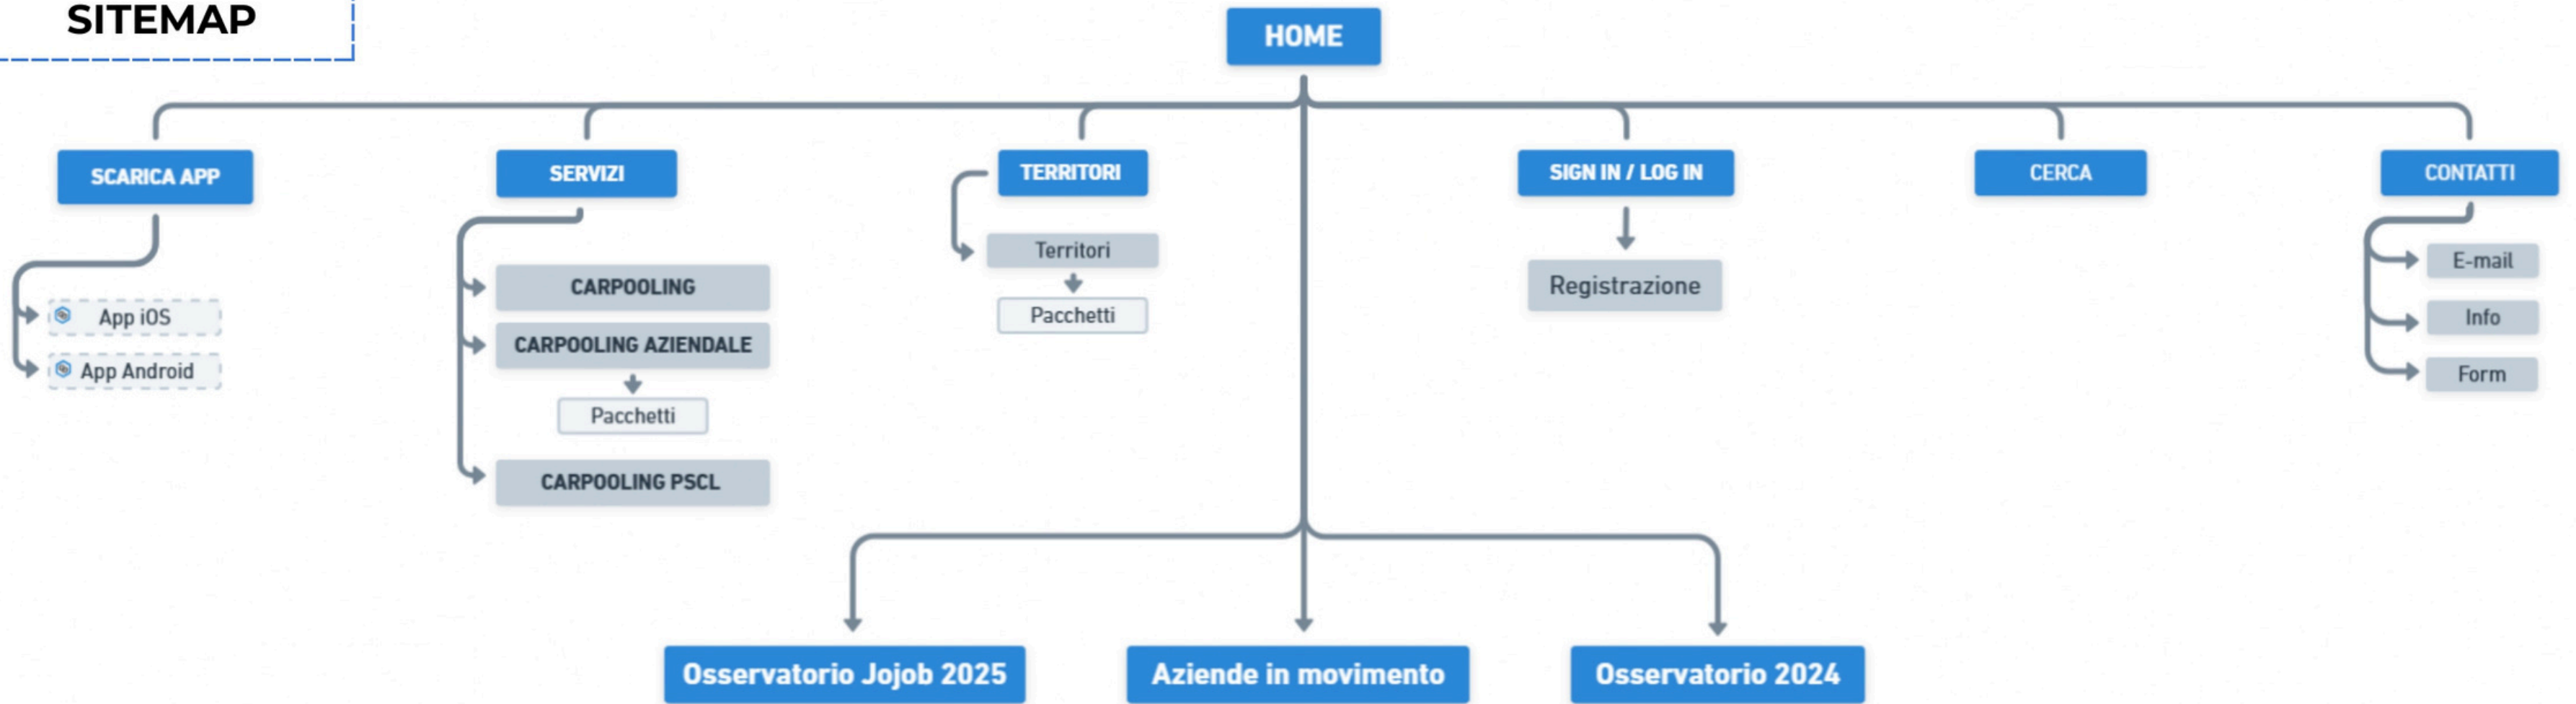 SITEMAP
HOME
SCARICA APP
SERVIZI
TERRITORI
SIGN IN / LOG IN
CERCA
CONTATTI
App iOS
App Android
CARPOOLING
CARPOOLING AZIENDALE
Pacchetti
CARPOOLING PSCL
Territori
Pacchetti
Registrazione
E-mail
Info
Form
Osservatorio Jojob 2025
Aziende in movimento
Osservatorio 2024